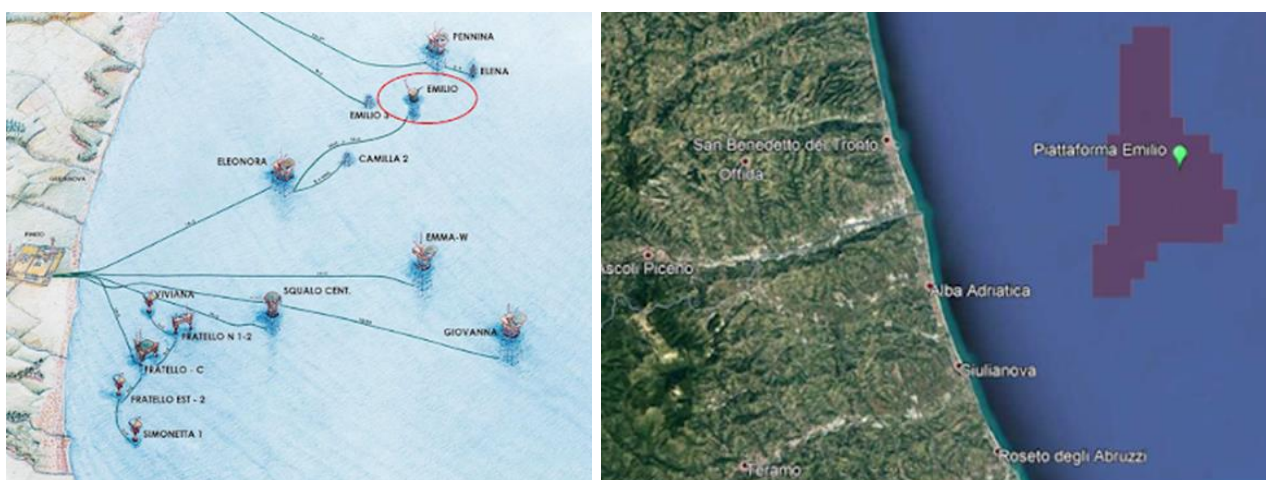 PENNINA
ELENA
EMILIO
EMILIO 3
ELEONORA
CAMILLA 2
EMMA-W
VIVIANA
SQUALO CENT.
GIOVANNA
FRATELLO N 1-2
FRATELLO - C
FRATELLO EST - 2
SIMONETTA 1
San Benedetto del Tronto
Offida
Piattaforma Emilio
Ascoli Piceno
Alba Adriatica
Giulianova
Roseto degli Abruzzi
Teramo